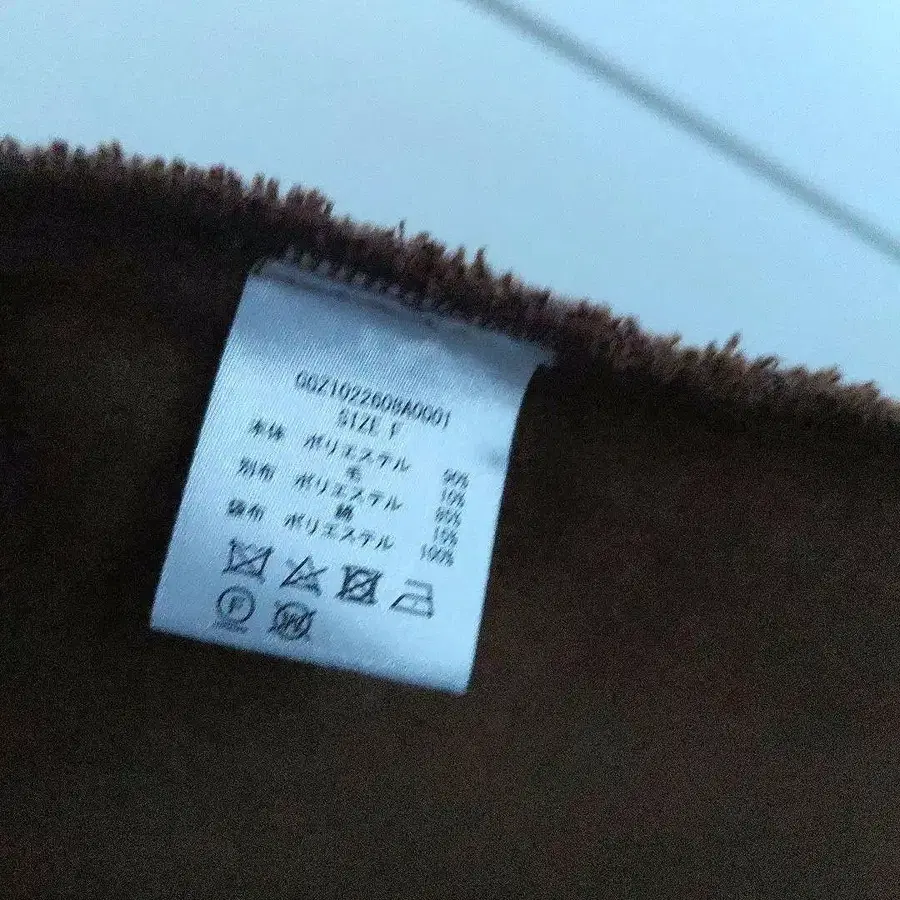 GGZ1022608A0001
SIZE F
本体 ポリエステル 90%
毛 10%
別布 ポリエステル 85%
綿 15%
袋布 ポリエステル 100%
F
W